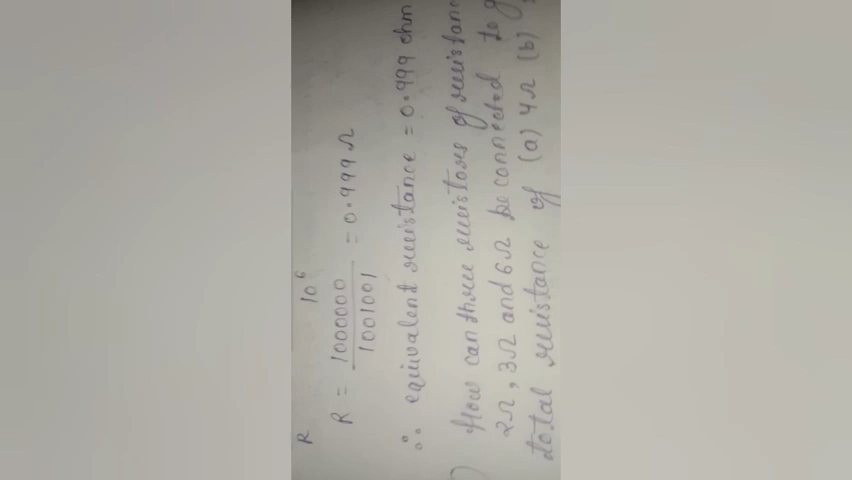 R 10⁶
R = 1000000 / 1001001 = 0.999 Ω
∴ equivalent resistance = 0.999 ohm
) How can three resistors of resistan
2Ω, 3Ω and 6Ω be connected to g
total resistance of (a) 4Ω (b)